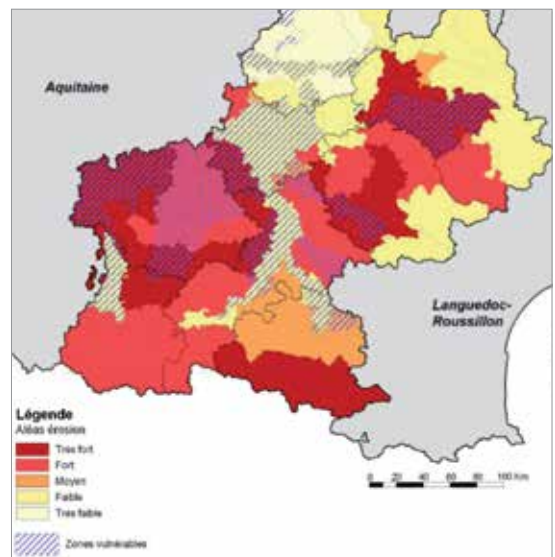 Aquitaine
Languedoc-
Roussillon
Légende
Aléas érosion
Très fort
Fort
Moyen
Faible
Très faible
Zones vulnérables
0 20 40 60 80 100 Km